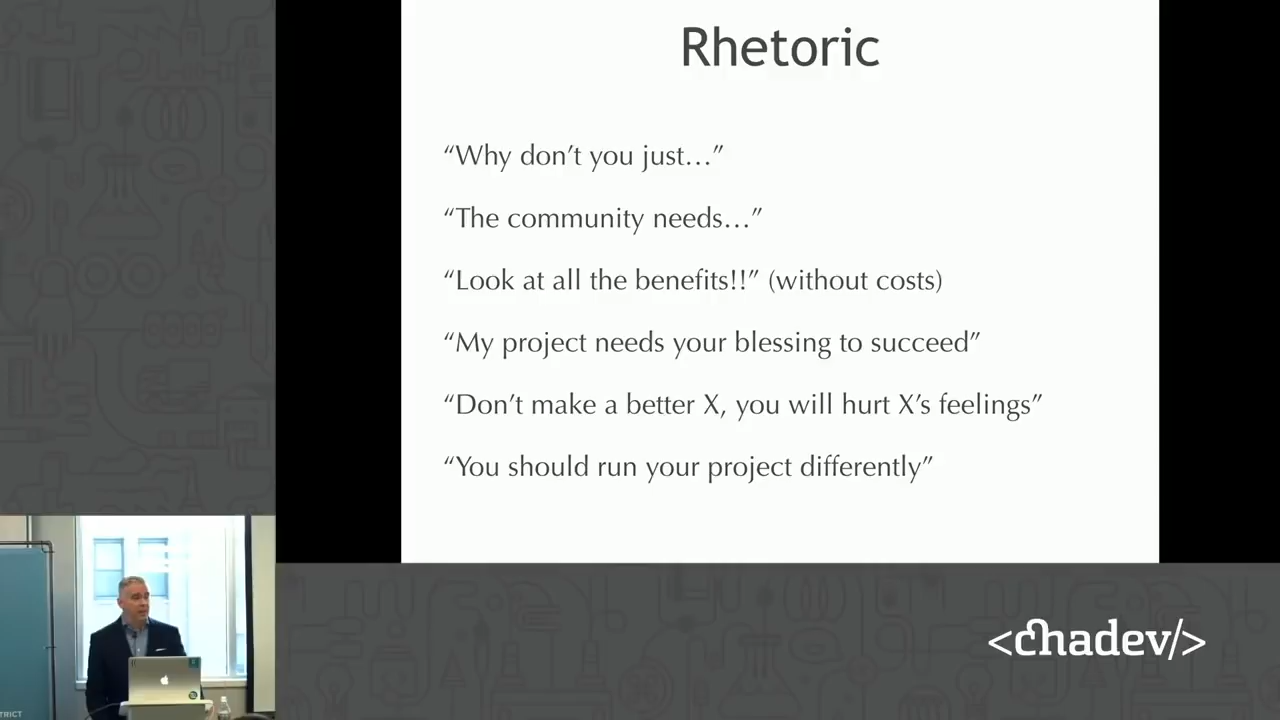 Rhetoric
“Why don’t you just…”
“The community needs…”
“Look at all the benefits!!” (without costs)
“My project needs your blessing to succeed”
“Don’t make a better X, you will hurt X’s feelings”
“You should run your project differently”
<chadev/>
TRICT